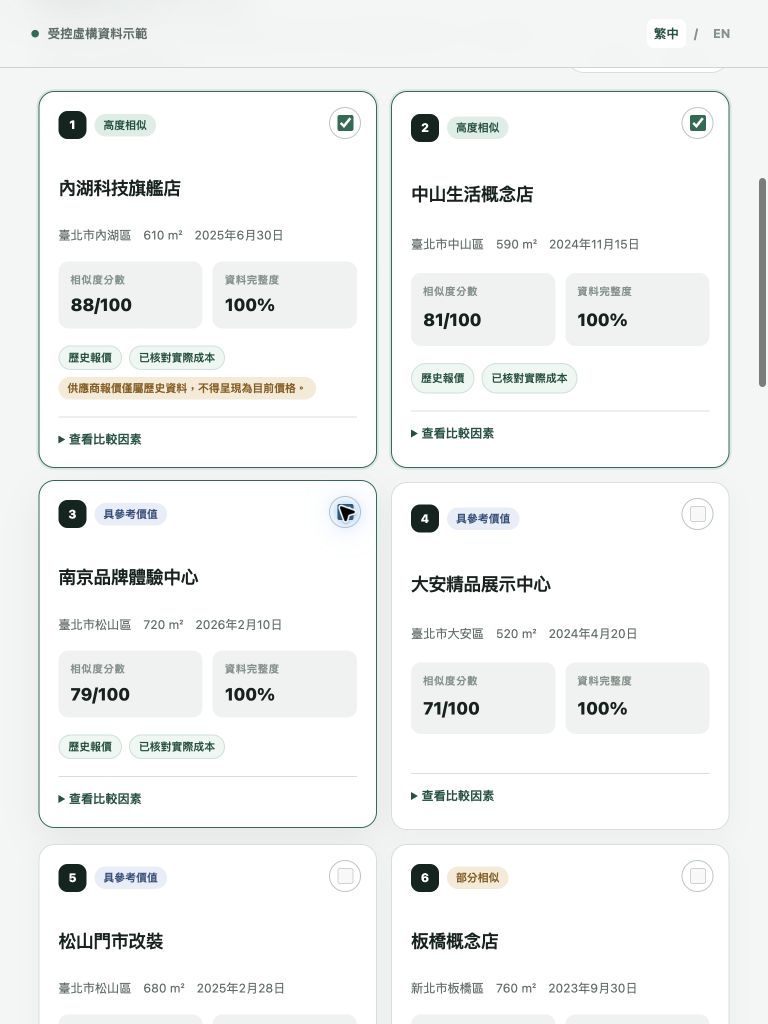 受控虛構資料示範
繁中 / EN
1 高度相似
內湖科技旗艦店
臺北市內湖區 610 m² 2025年6月30日
相似度分數 資料完整度
88/100 100%
歷史報價 已核對實際成本
供應商報價僅屬歷史資料，不得呈現為目前價格。
查看比較因素
2 高度相似
中山生活概念店
臺北市中山區 590 m² 2024年11月15日
相似度分數 資料完整度
81/100 100%
歷史報價 已核對實際成本
查看比較因素
3 具參考價值
南京品牌體驗中心
臺北市松山區 720 m² 2026年2月10日
相似度分數 資料完整度
79/100 100%
歷史報價 已核對實際成本
查看比較因素
4 具參考價值
大安精品展示中心
臺北市大安區 520 m² 2024年4月20日
相似度分數 資料完整度
71/100 100%
查看比較因素
5 具參考價值
松山門市改裝
臺北市松山區 680 m² 2025年2月28日
6 部分相似
板橋概念店
新北市板橋區 760 m² 2023年9月30日